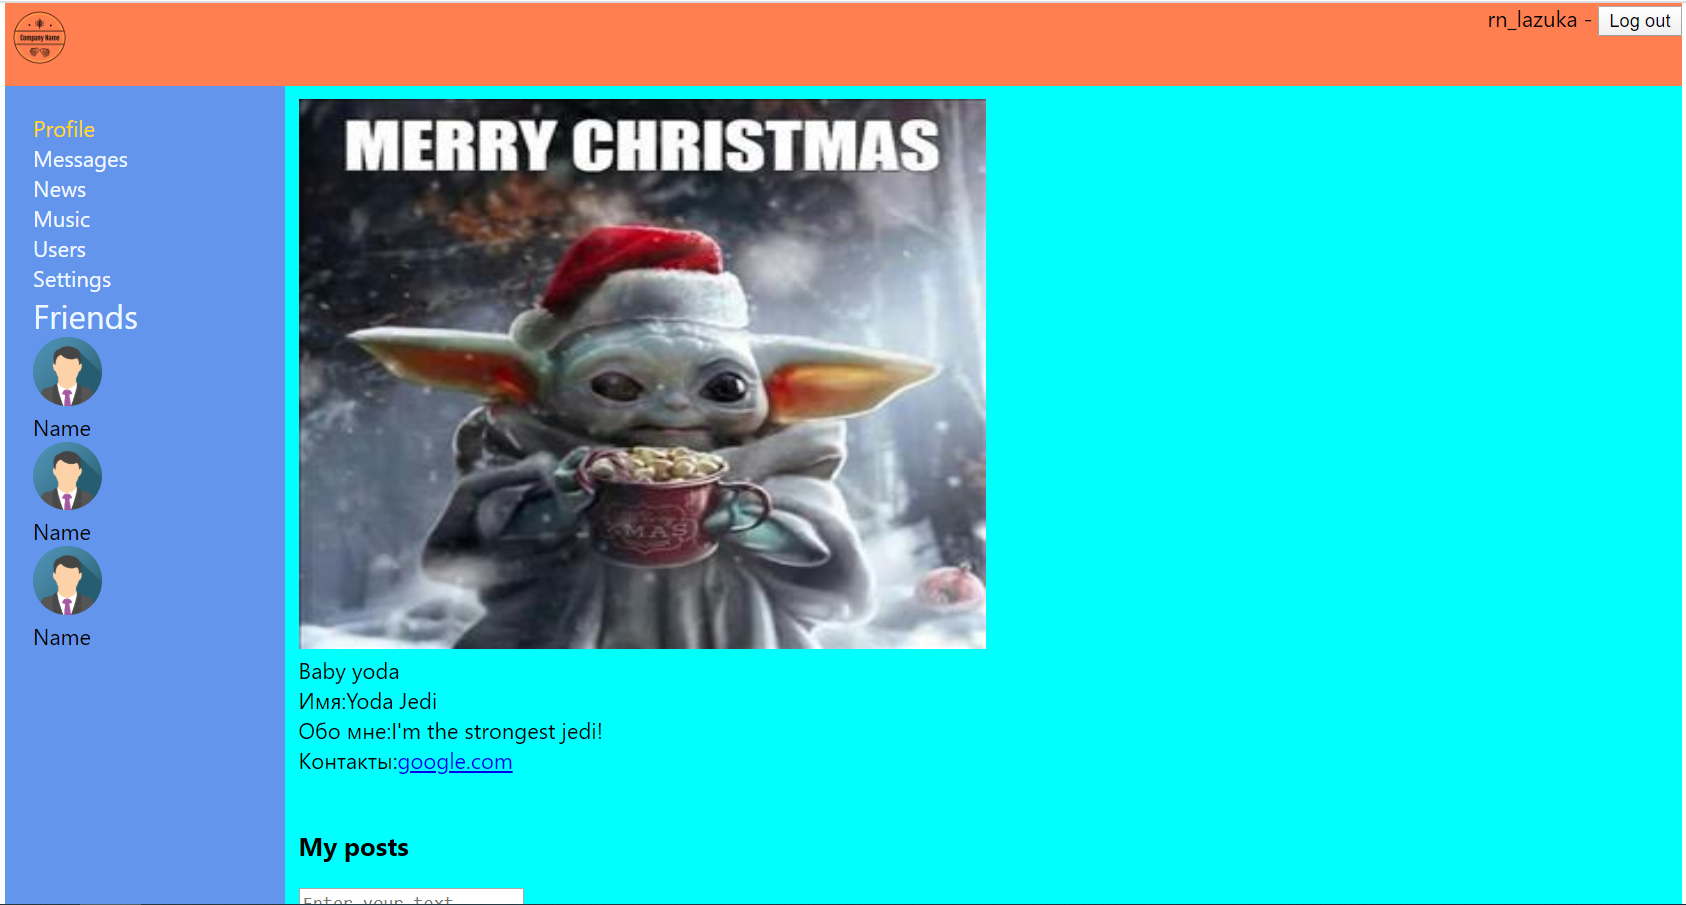 Company Name
rn_lazuka - Log out
Profile
Messages
News
Music
Users
Settings
Friends
Name
Name
Name
MERRY CHRISTMAS
XMAS
Baby yoda
Имя:Yoda Jedi
Обо мне:I'm the strongest jedi!
Контакты:google.com
My posts
Enter your text